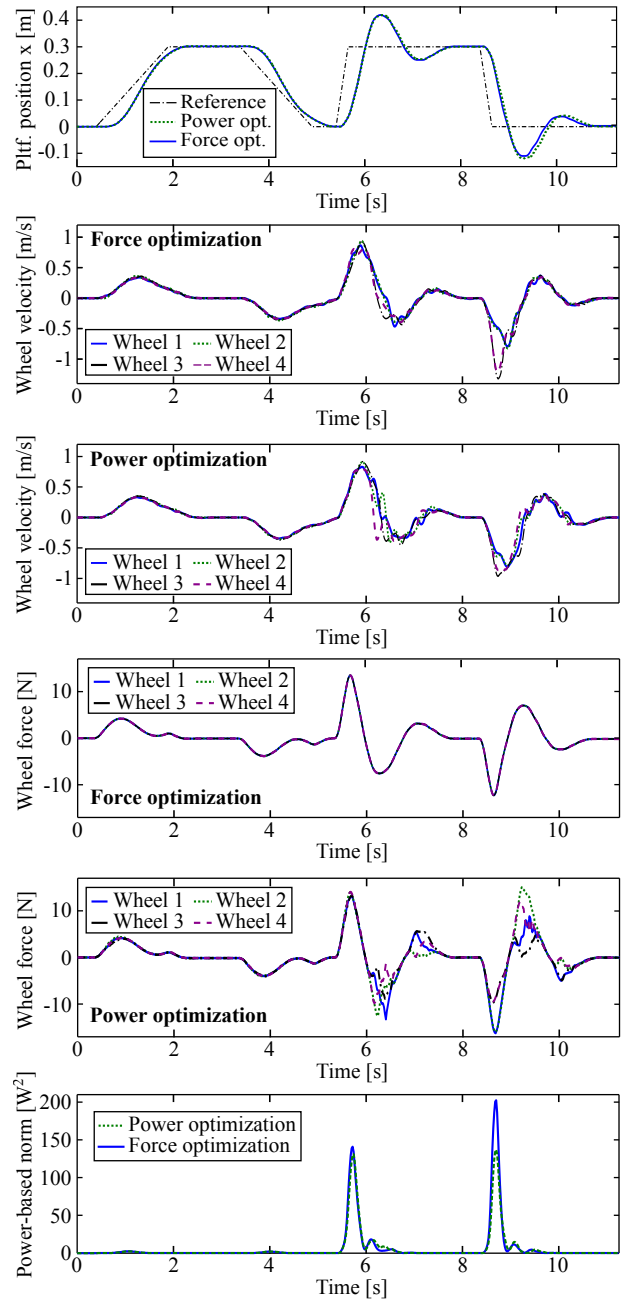 Pltf. position x [m]
0.4
0.3
0.2
0.1
0
-0.1
Reference
Power opt.
Force opt.
0 2 4 6 8 10
Time [s]
Wheel velocity [m/s]
1
0.5
0
-0.5
-1
Force optimization
Wheel 1 Wheel 2
Wheel 3 Wheel 4
0 2 4 6 8 10
Time [s]
Wheel velocity [m/s]
1
0.5
0
-0.5
-1
Power optimization
Wheel 1 Wheel 2
Wheel 3 Wheel 4
0 2 4 6 8 10
Time [s]
Wheel force [N]
10
0
-10
Wheel 1 Wheel 2
Wheel 3 Wheel 4
Force optimization
0 2 4 6 8 10
Time [s]
Wheel force [N]
10
0
-10
Wheel 1 Wheel 2
Wheel 3 Wheel 4
Power optimization
0 2 4 6 8 10
Time [s]
Power-based norm [W²]
200
150
100
50
0
Power optimization
Force optimization
0 2 4 6 8 10
Time [s]